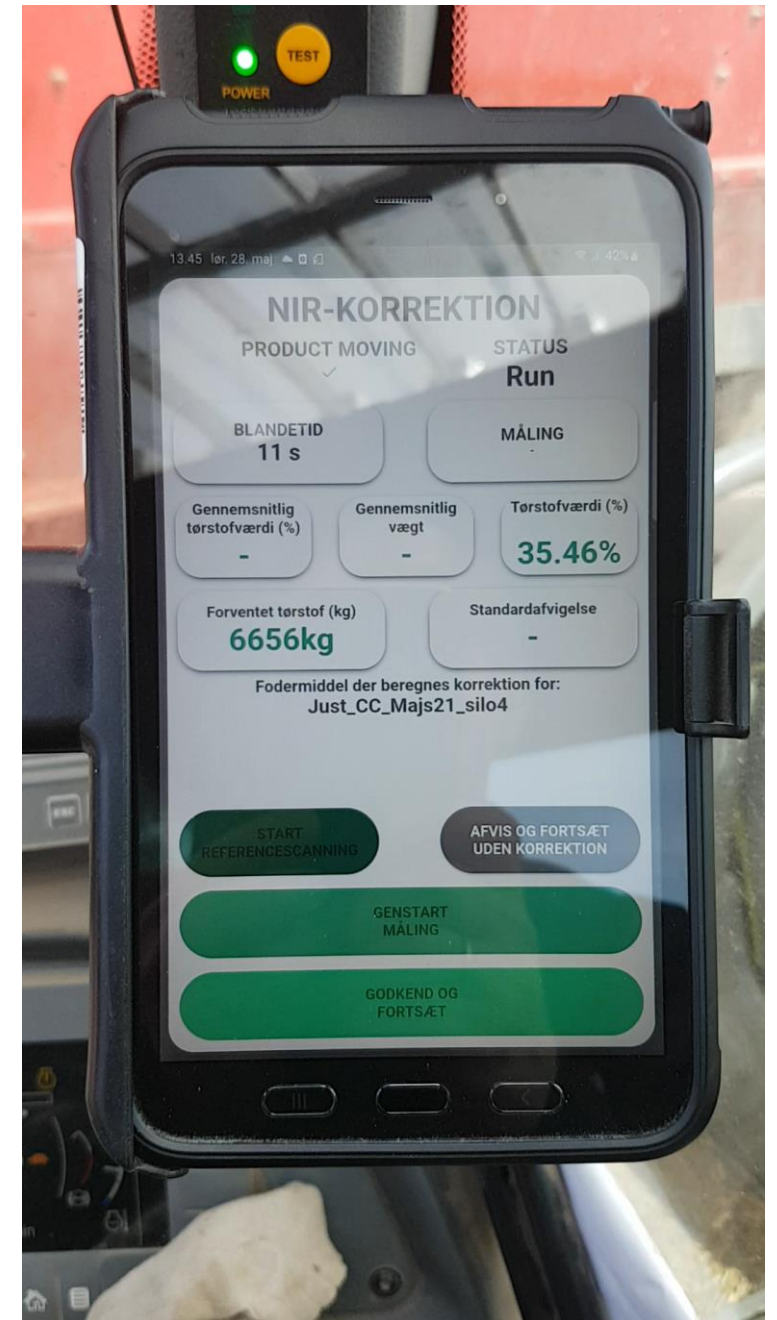 TEST
POWER
13.45 lør. 28. maj
42%
NIR-KORREKTION
PRODUCT MOVING
STATUS
Run
BLANDETID
11 s
MÅLING
-
Gennemsnitlig
tørstofværdi (%)
-
Gennemsnitlig
vægt
-
Tørstofværdi (%)
35.46%
Forventet tørstof (kg)
6656kg
Standardafvigelse
-
Fodermiddel der beregnes korrektion for:
Just_CC_Majs21_silo4
START
REFERENCESCANNING
AFVIS OG FORTSÆT
UDEN KORREKTION
GENSTART
MÅLING
GODKEND OG
FORTSÆT